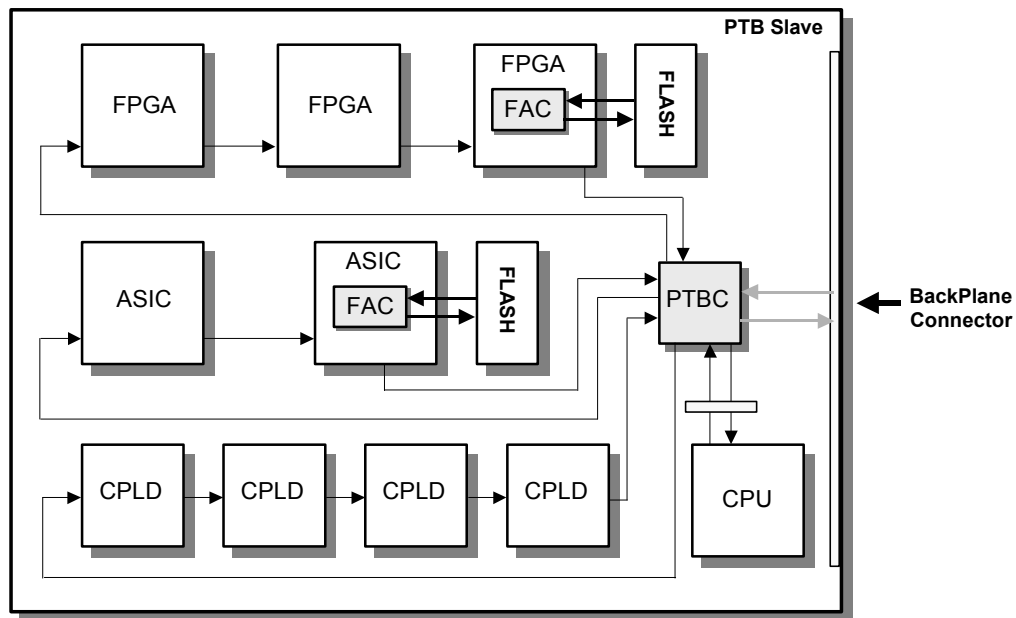 PTB Slave
FPGA
FPGA
FPGA
FAC
FLASH
ASIC
ASIC
FAC
FLASH
PTBC
BackPlane
Connector
CPLD
CPLD
CPLD
CPLD
CPU